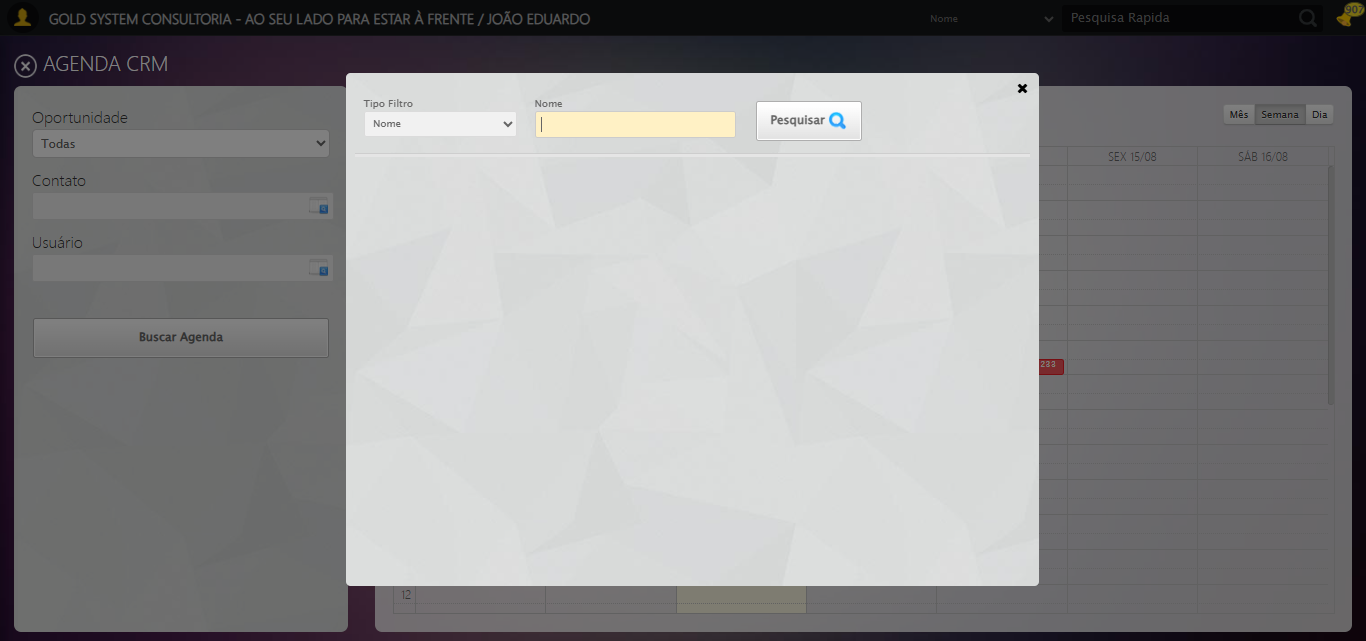 GOLD SYSTEM CONSULTORIA - AO SEU LADO PARA ESTAR À FRENTE / JOÃO EDUARDO
Nome
Pesquisa Rapida
907
AGENDA CRM
Oportunidade
Todas
Contato
Usuário
Buscar Agenda
Tipo Filtro
Nome
Nome
Pesquisar
Mês Semana Dia
SEX 15/08 SÁB 16/08
233
12